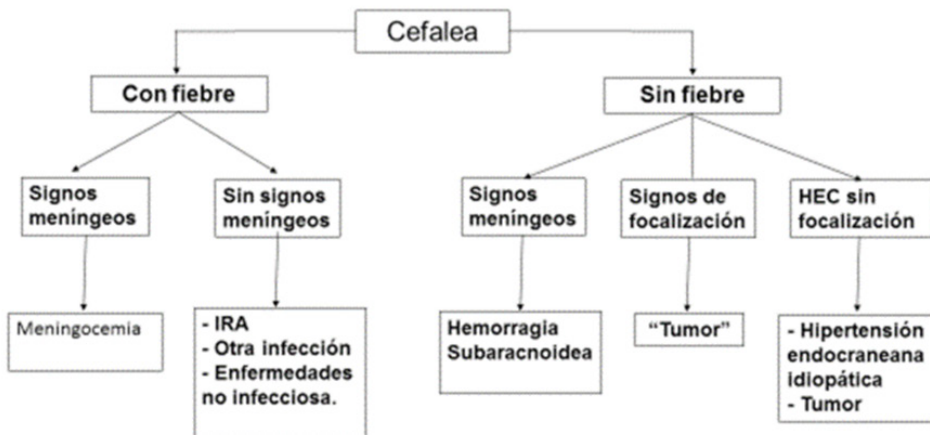 Cefalea
Con fiebre
Sin fiebre
Signos
meníngeos
Sin signos
meníngeos
Signos
meníngeos
Signos de
focalización
HEC sin
focalización
Meningocemia
- IRA
- Otra infección
- Enfermedades
no infecciosa.
Hemorragia
Subaracnoidea
“Tumor”
- Hipertensión
endocraneana
idiopática
- Tumor